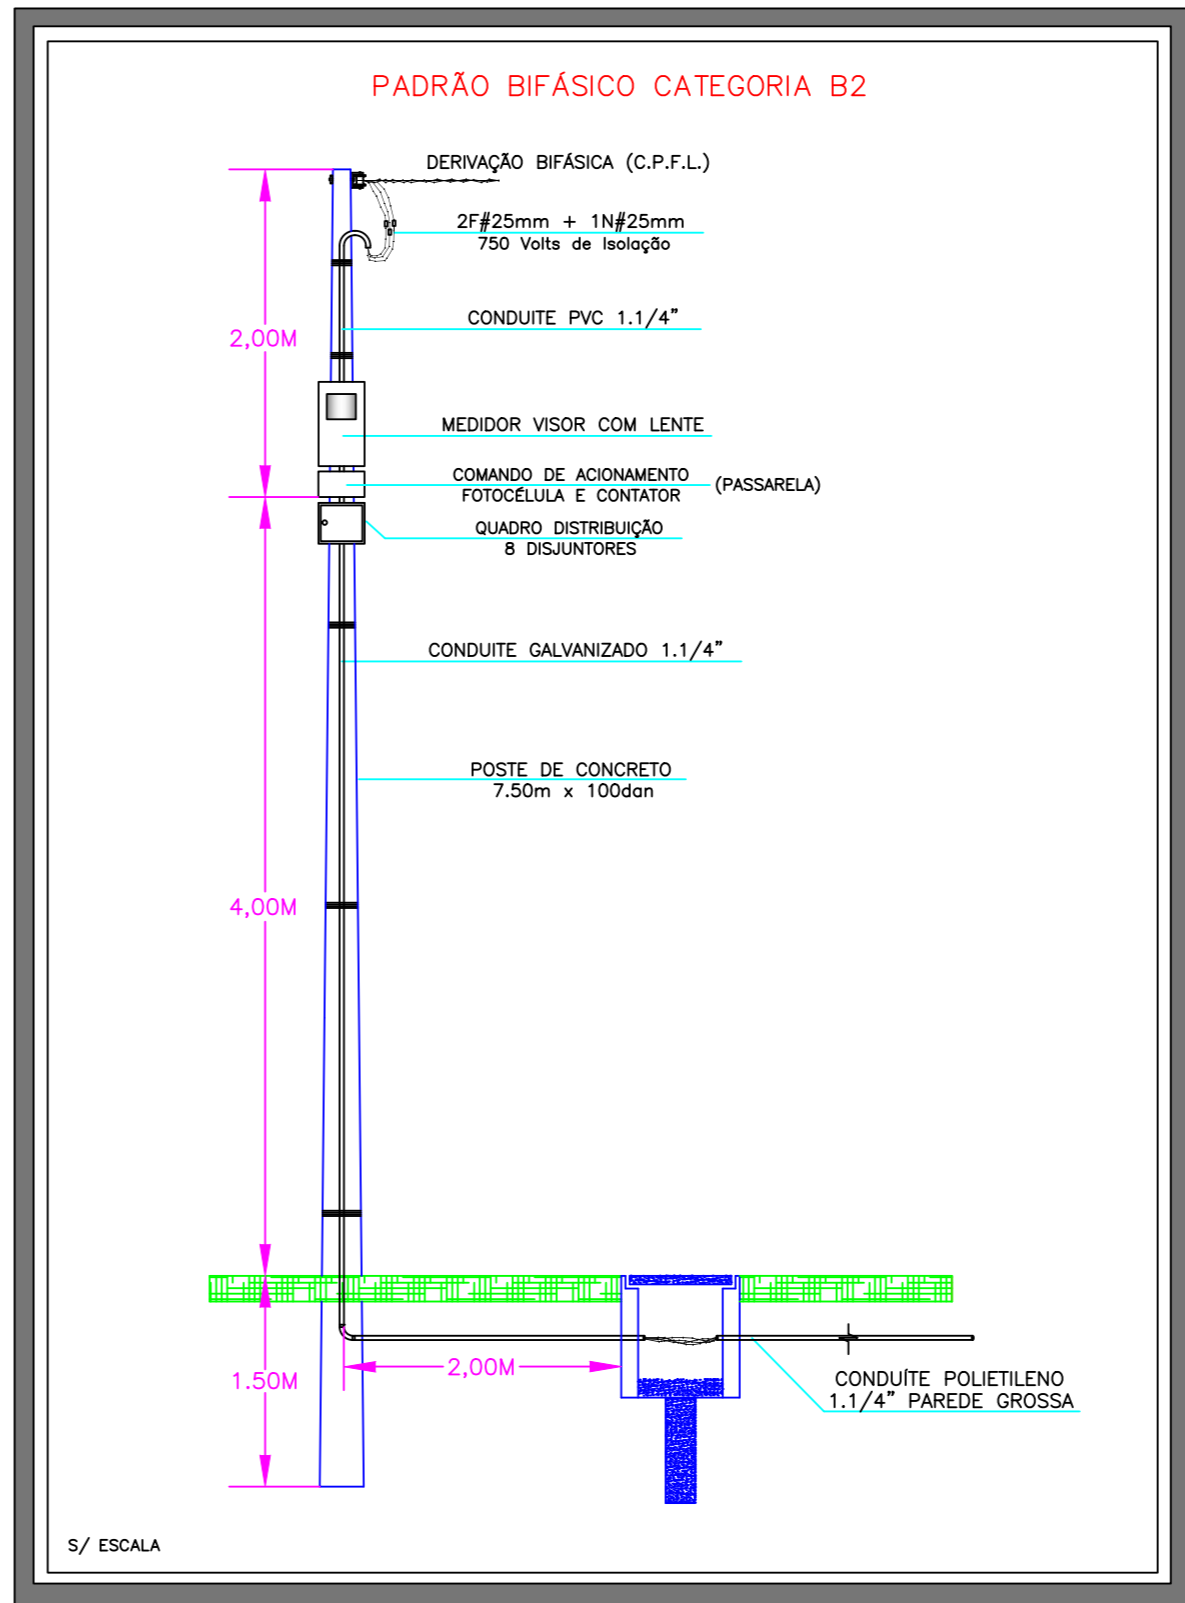 PADRÃO BIFÁSICO CATEGORIA B2
DERIVAÇÃO BIFÁSICA (C.P.F.L.)
2F#25mm + 1N#25mm
750 Volts de Isolação
CONDUITE PVC 1.1/4”
2,00M
MEDIDOR VISOR COM LENTE
COMANDO DE ACIONAMENTO
FOTOCÉLULA E CONTATOR
(PASSARELA)
QUADRO DISTRIBUIÇÃO
8 DISJUNTORES
CONDUITE GALVANIZADO 1.1/4”
POSTE DE CONCRETO
7.50m x 100dan
4,00M
2,00M
1.50M
CONDUÍTE POLIETILENO
1.1/4” PAREDE GROSSA
S/ ESCALA